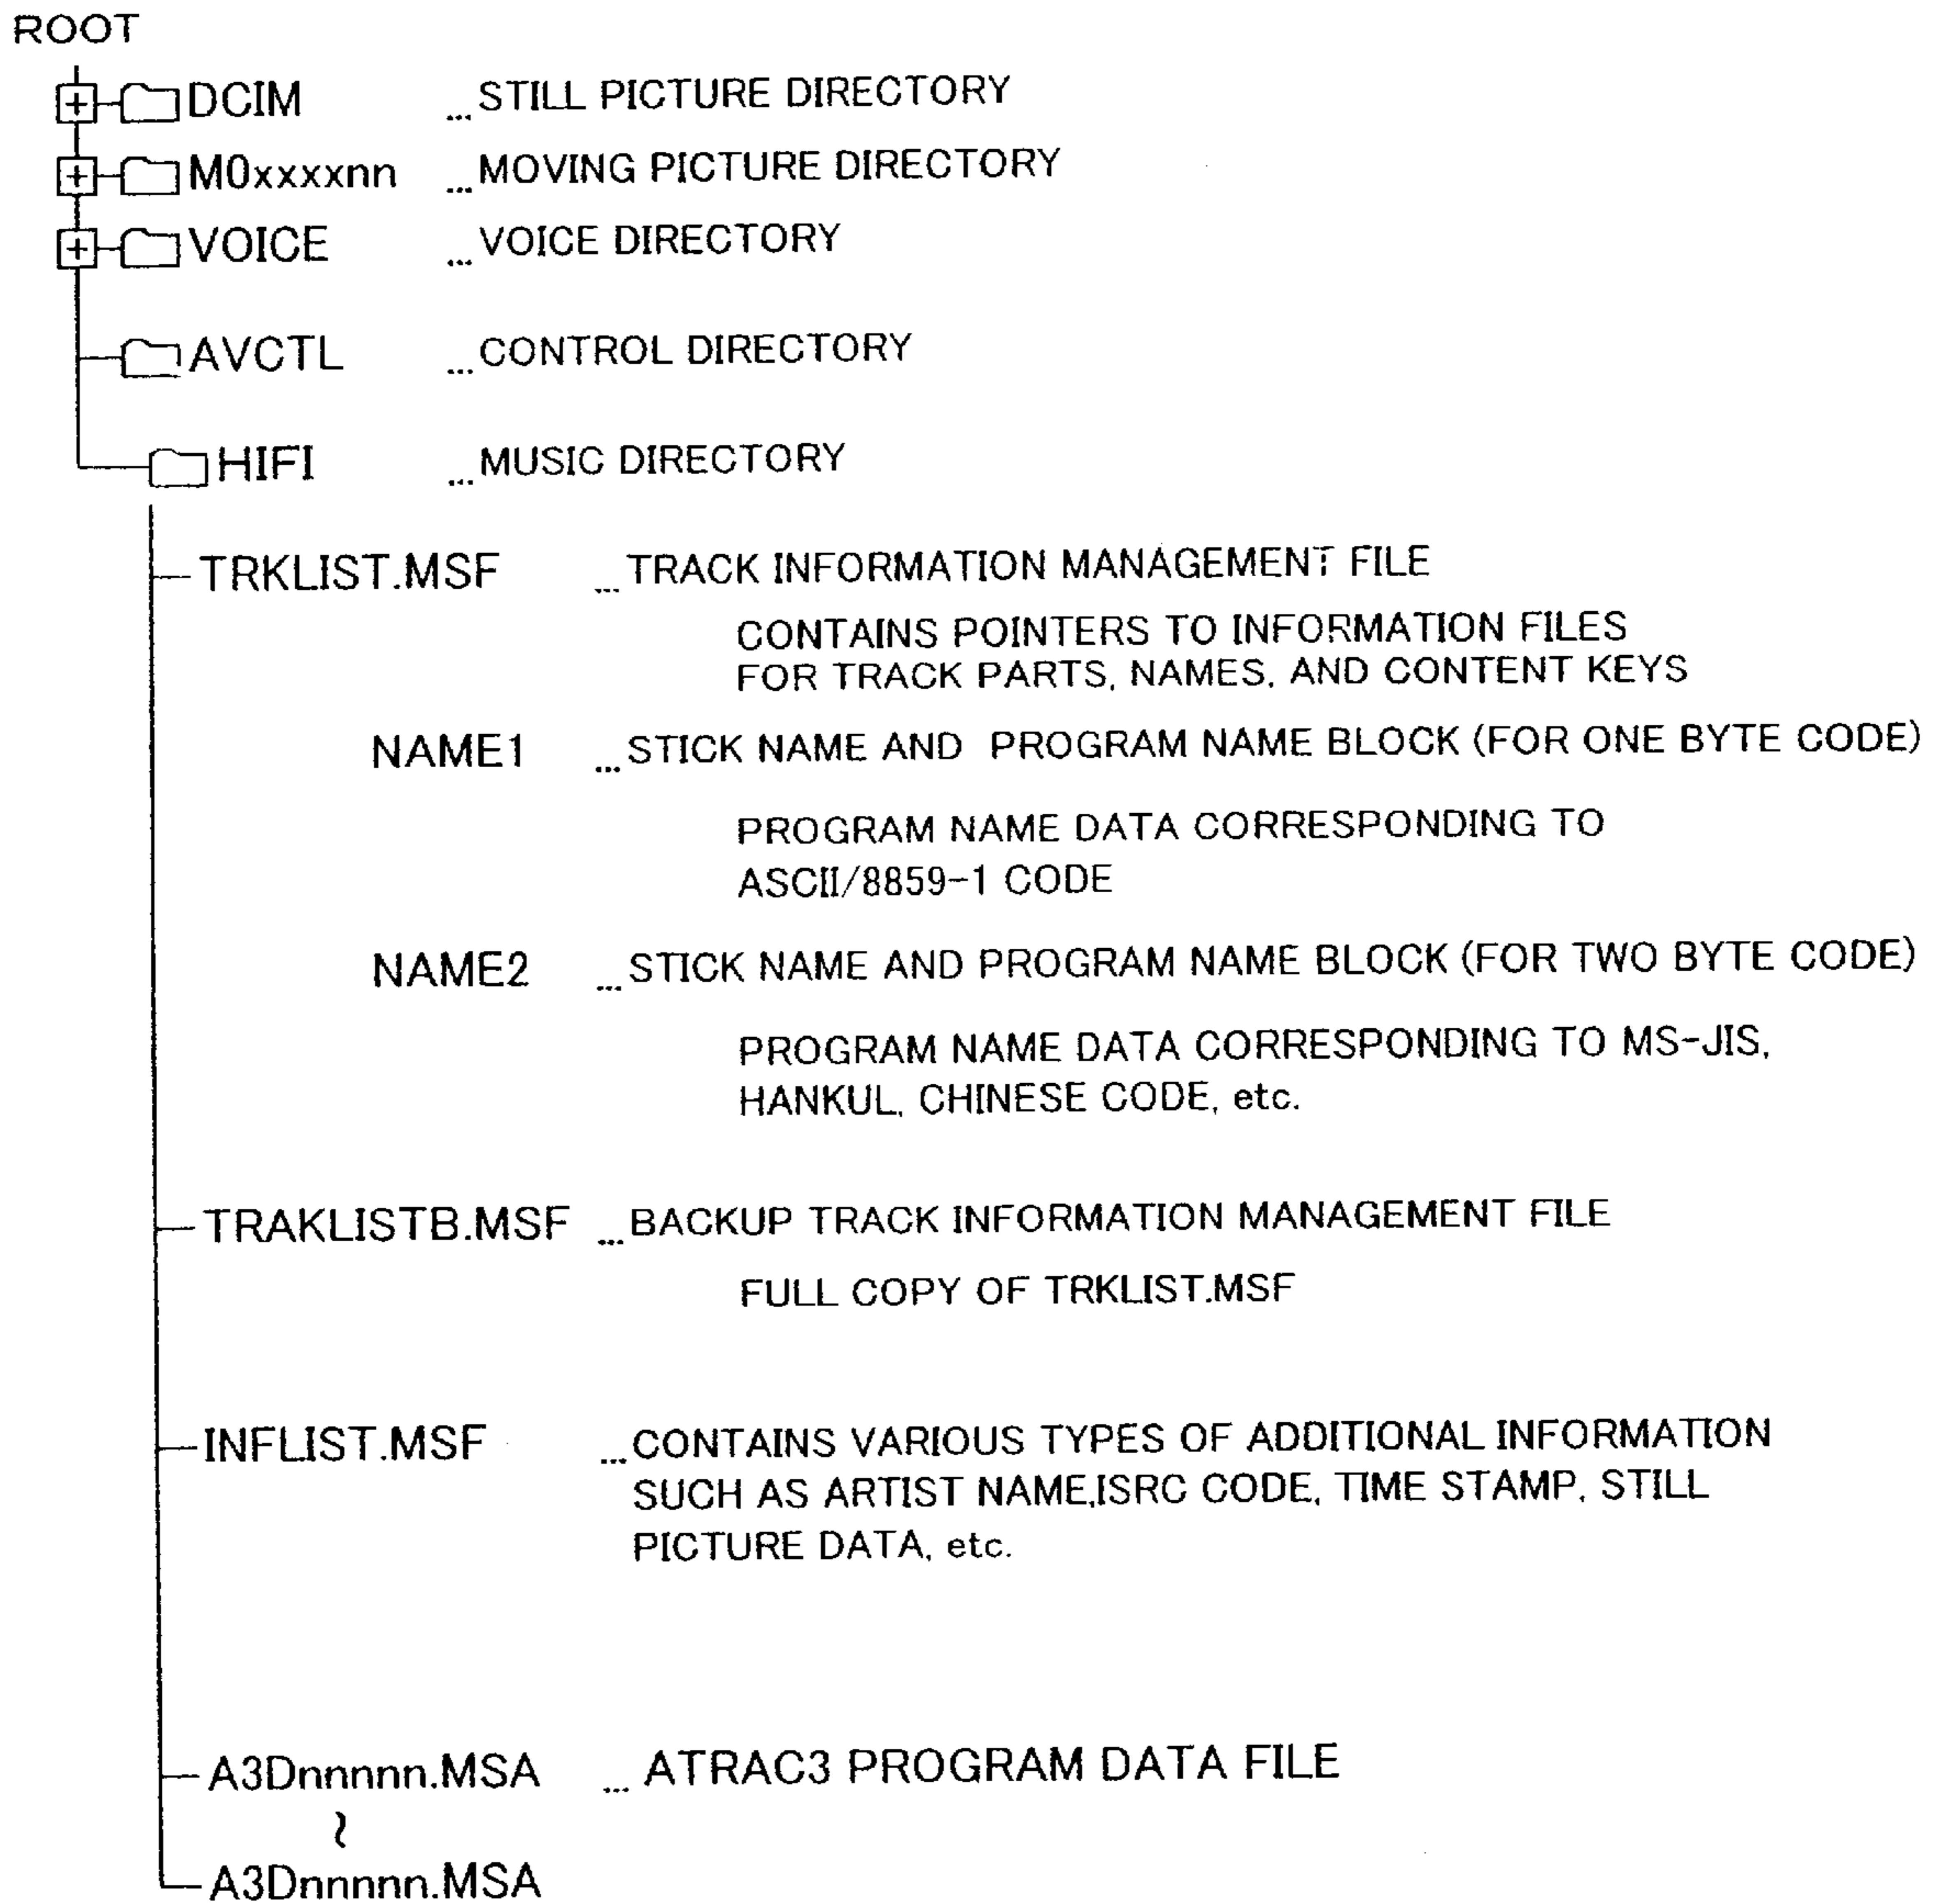 ROOT
DCIM ... STILL PICTURE DIRECTORY
M0xxxxnn ... MOVING PICTURE DIRECTORY
VOICE ... VOICE DIRECTORY
AVCTL ... CONTROL DIRECTORY
HIFI ... MUSIC DIRECTORY
TRKLIST.MSF ... TRACK INFORMATION MANAGEMENT FILE
CONTAINS POINTERS TO INFORMATION FILES
FOR TRACK PARTS, NAMES, AND CONTENT KEYS
NAME1 ... STICK NAME AND PROGRAM NAME BLOCK (FOR ONE BYTE CODE)
PROGRAM NAME DATA CORRESPONDING TO
ASCII/8859-1 CODE
NAME2 ... STICK NAME AND PROGRAM NAME BLOCK (FOR TWO BYTE CODE)
PROGRAM NAME DATA CORRESPONDING TO MS-JIS,
HANKUL, CHINESE CODE, etc.
TRAKLISTB.MSF ... BACKUP TRACK INFORMATION MANAGEMENT FILE
FULL COPY OF TRKLIST.MSF
INFLIST.MSF ... CONTAINS VARIOUS TYPES OF ADDITIONAL INFORMATION
SUCH AS ARTIST NAME,ISRC CODE, TIME STAMP, STILL
PICTURE DATA, etc.
A3Dnnnnn.MSA ... ATRAC3 PROGRAM DATA FILE
~
A3Dnnnnn.MSA